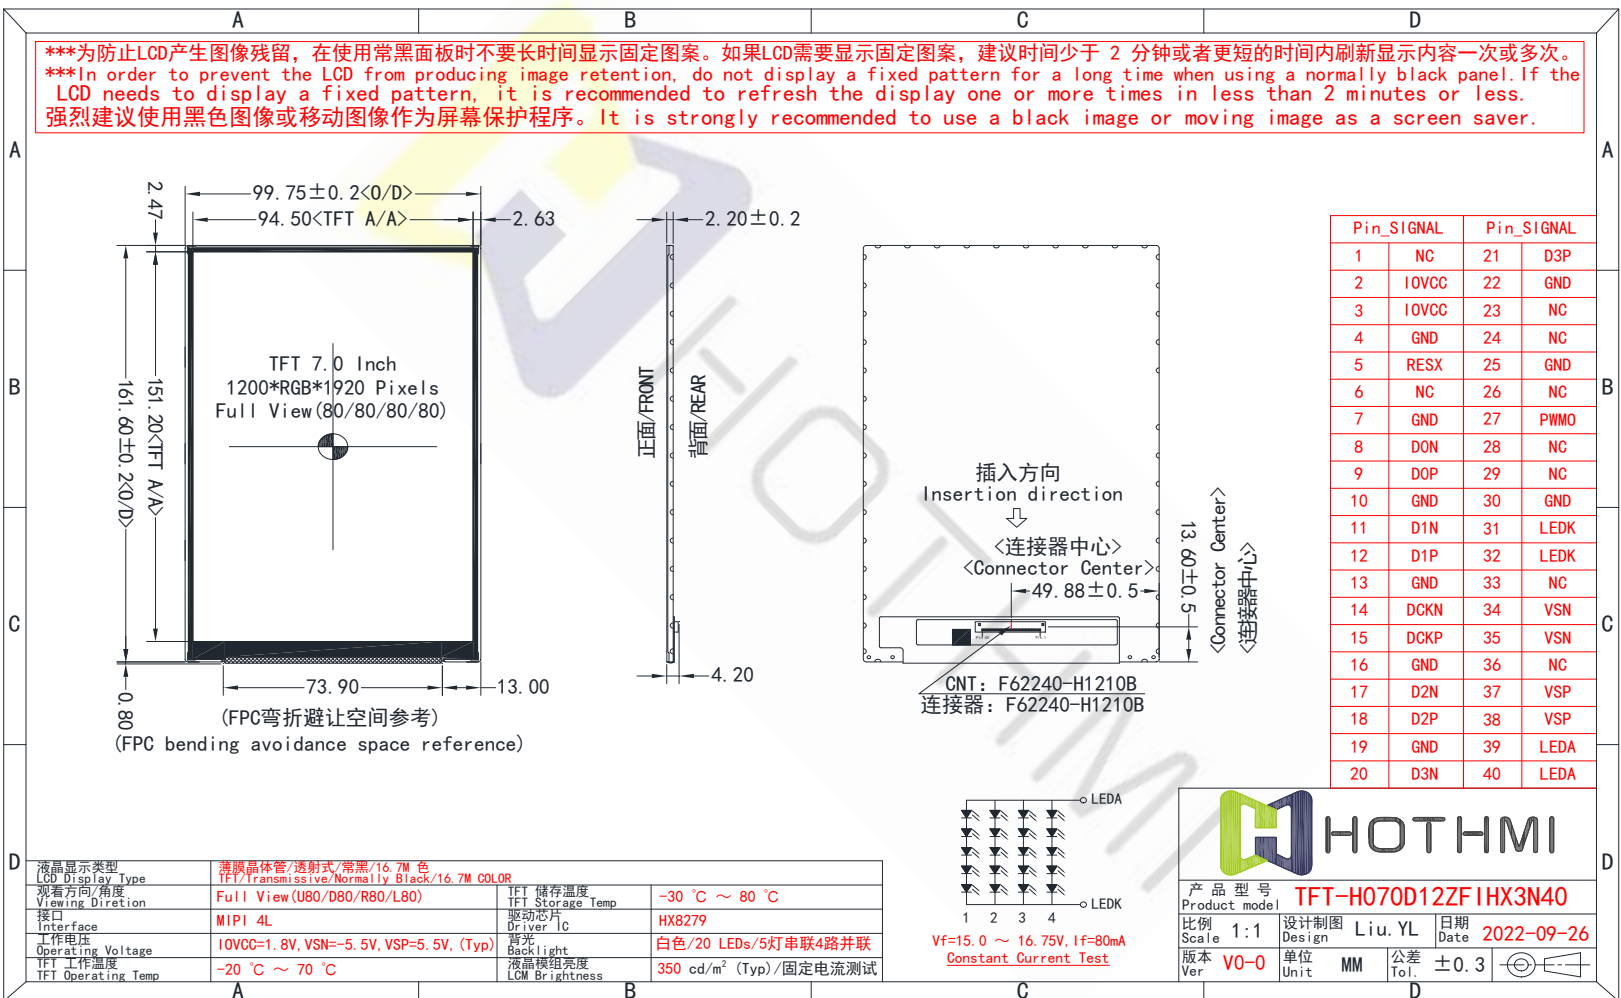 A B C D
***为防止LCD产生图像残留，在使用常黑面板时不要长时间显示固定图案。如果LCD需要显示固定图案，建议时间少于 2 分钟或者更短的时间内刷新显示内容一次或多次。
***In order to prevent the LCD from producing image retention, do not display a fixed pattern for a long time when using a normally black panel.If the
LCD needs to display a fixed pattern, it is recommended to refresh the display one or more times in less than 2 minutes or less.
强烈建议使用黑色图像或移动图像作为屏幕保护程序。It is strongly recommended to use a black image or moving image as a screen saver.
A A
B B
C C
D D
2.47
99.75±0.2<O/D>
94.50<TFT A/A>
2.63
161.60±0.2<O/D>
151.20<TFT A/A>
TFT 7.0 Inch
1200*RGB*1920 Pixels
Full View(80/80/80/80)
0.80
73.90
13.00
(FPC弯折避让空间参考)
(FPC bending avoidance space reference)
2.20±0.2
正面/FRONT
背面/REAR
4.20
插入方向
Insertion direction
<连接器中心>
<Connector Center>
49.88±0.5
13.60±0.5
<Connector Center>
<连接器中心>
CNT: F62240-H1210B
连接器: F62240-H1210B
Pin_SIGNAL Pin_SIGNAL
1 NC 21 D3P
2 IOVCC 22 GND
3 IOVCC 23 NC
4 GND 24 NC
5 RESX 25 GND
6 NC 26 NC
7 GND 27 PWMO
8 D0N 28 NC
9 D0P 29 NC
10 GND 30 GND
11 D1N 31 LEDK
12 D1P 32 LEDK
13 GND 33 NC
14 DCKN 34 VSN
15 DCKP 35 VSN
16 GND 36 NC
17 D2N 37 VSP
18 D2P 38 VSP
19 GND 39 LEDA
20 D3N 40 LEDA
HOTHMI
LEDA
LEDK
1 2 3 4
Vf=15.0 ～ 16.75V,If=80mA
Constant Current Test
液晶显示类型
LCD Display Type
薄膜晶体管/透射式/常黑/16.7M 色
TFT/Transmissive/Normally Black/16.7M COLOR
观看方向/角度
Viewing Diretion
Full View(U80/D80/R80/L80)
TFT 储存温度
TFT Storage Temp
-30 ℃ ～ 80 ℃
接口
Interface
MIPI 4L
驱动芯片
Driver IC
HX8279
工作电压
Operating Voltage
IOVCC=1.8V,VSN=-5.5V,VSP=5.5V,(Typ)
背光
Backlight
白色/20 LEDs/5灯串联4路并联
TFT 工作温度
TFT Operating Temp
-20 ℃ ～ 70 ℃
液晶模组亮度
LCM Brightness
350 cd/m² (Typ)/固定电流测试
HOTHMI
产品型号
Product model
TFT-H070D12ZFIHX3N40
比例
Scale
1:1
设计制图
Design
Liu.YL
日期
Date
2022-09-26
版本
Ver
V0-0
单位
Unit
MM
公差
Tol.
±0.3
A B C D